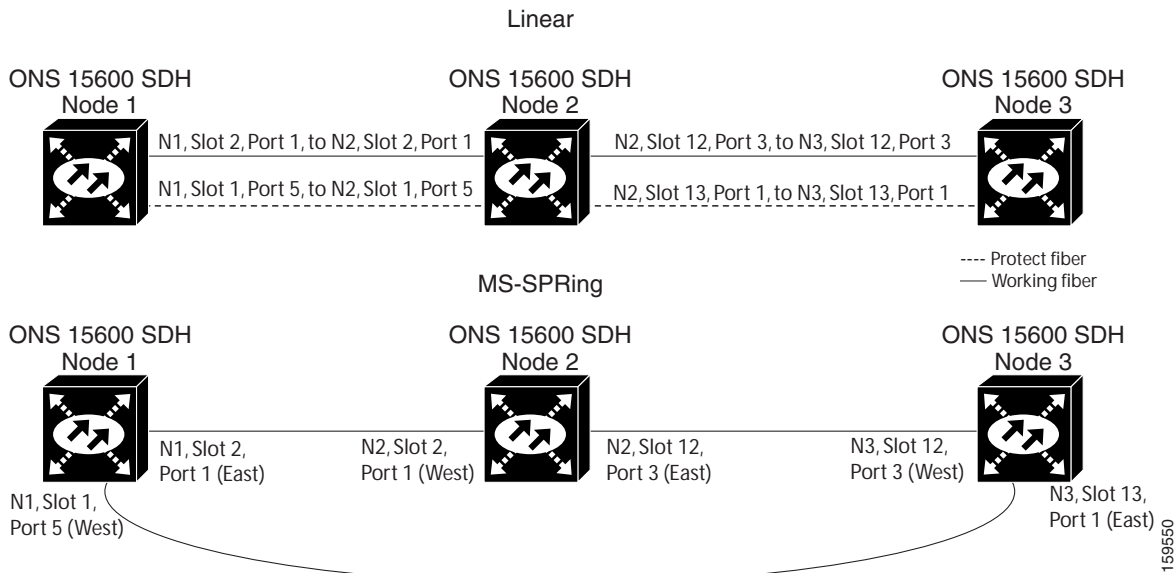 Linear
ONS 15600 SDH
Node 1
ONS 15600 SDH
Node 2
ONS 15600 SDH
Node 3
N1, Slot 2, Port 1, to N2, Slot 2, Port 1
N2, Slot 12, Port 3, to N3, Slot 12, Port 3
N1, Slot 1, Port 5, to N2, Slot 1, Port 5
N2, Slot 13, Port 1, to N3, Slot 13, Port 1
---- Protect fiber
— Working fiber
MS-SPRing
ONS 15600 SDH
Node 1
ONS 15600 SDH
Node 2
ONS 15600 SDH
Node 3
N1, Slot 2,
Port 1 (East)
N2, Slot 2,
Port 1 (West)
N2, Slot 12,
Port 3 (East)
N3, Slot 12,
Port 3 (West)
N1, Slot 1,
Port 5 (West)
N3, Slot 13,
Port 1 (East)
159550